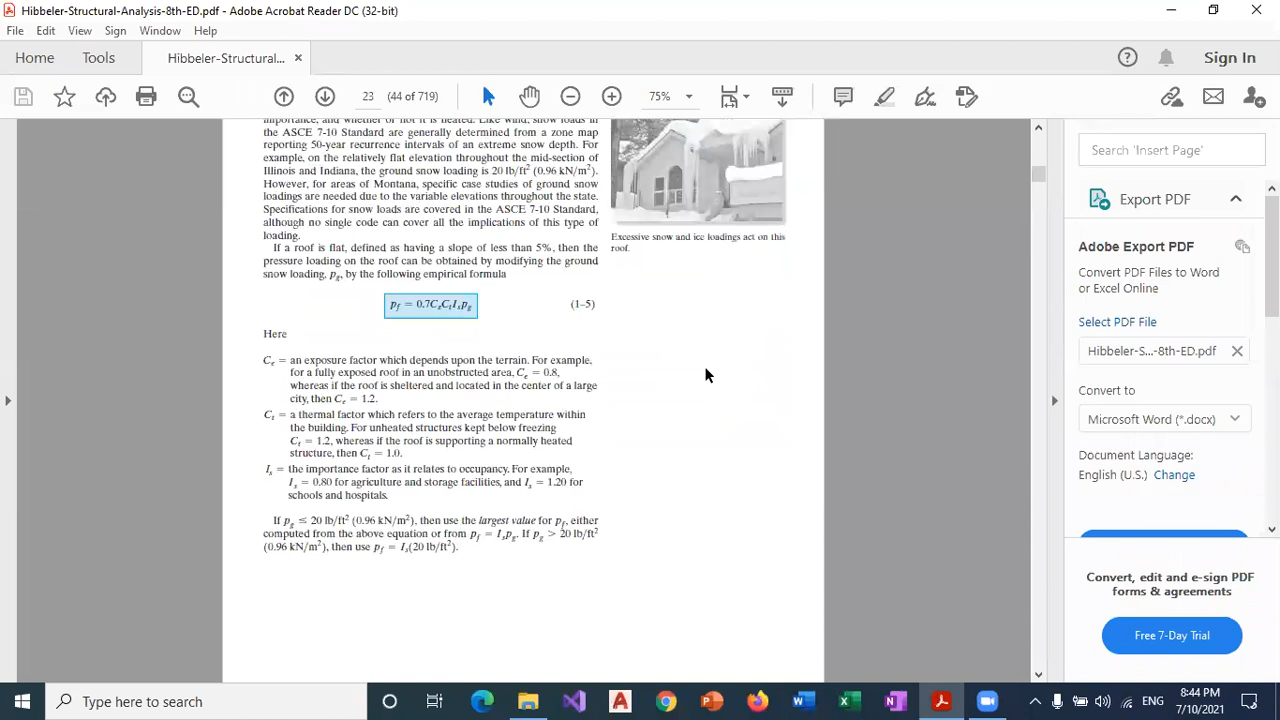 Hibbeler-Structural-Analysis-8th-ED.pdf - Adobe Acrobat Reader DC (32-bit)
File Edit View Sign Window Help
Home Tools Hibbeler-Structural... Sign In
23 (44 of 719) 75%
importance, and whether or not it is heated. Like wind, snow loads in
the ASCE 7-10 Standard are generally determined from a zone map
reporting 50-year recurrence intervals of an extreme snow depth. For
example, on the relatively flat elevation throughout the mid-section of
Illinois and Indiana, the ground snow loading is 20 lb/ft² (0.96 kN/m²).
However, for areas of Montana, specific case studies of ground snow
loadings are needed due to the variable elevations throughout the state.
Specifications for snow loads are covered in the ASCE 7-10 Standard,
although no single code can cover all the implications of this type of
loading.
If a roof is flat, defined as having a slope of less than 5%, then the
pressure loading on the roof can be obtained by modifying the ground
snow loading, pg, by the following empirical formula
pf = 0.7CeCtIspg (1–5)
Here
Ce = an exposure factor which depends upon the terrain. For example,
for a fully exposed roof in an unobstructed area, Ce = 0.8,
whereas if the roof is sheltered and located in the center of a large
city, then Ce = 1.2.
Ct = a thermal factor which refers to the average temperature within
the building. For unheated structures kept below freezing
Ct = 1.2, whereas if the roof is supporting a normally heated
structure, then Ct = 1.0.
Is = the importance factor as it relates to occupancy. For example,
Is = 0.80 for agriculture and storage facilities, and Is = 1.20 for
schools and hospitals.
If pg ≤ 20 lb/ft² (0.96 kN/m²), then use the largest value for pf, either
computed from the above equation or from pf = Ispg. If pg > 20 lb/ft²
(0.96 kN/m²), then use pf = Is(20 lb/ft²).
Excessive snow and ice loadings act on this
roof.
Search 'Insert Page'
Export PDF
Adobe Export PDF
Convert PDF Files to Word
or Excel Online
Select PDF File
Hibbeler-S...-8th-ED.pdf
Convert to
Microsoft Word (*.docx)
Document Language:
English (U.S.) Change
Convert, edit and e-sign PDF
forms & agreements
Free 7-Day Trial
Type here to search
ENG
8:44 PM
7/10/2021